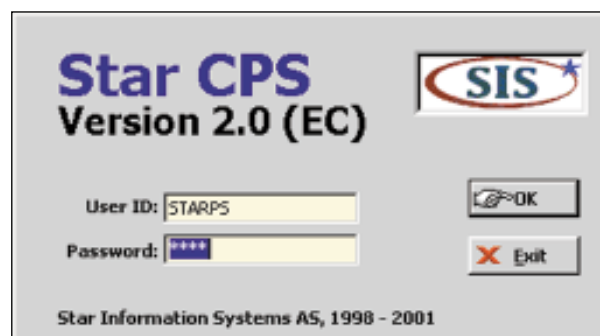 Star CPS
SIS
Version 2.0 (EC)
User ID: STARPS
OK
Password: ****
Exit
Star Information Systems AS, 1998 - 2001